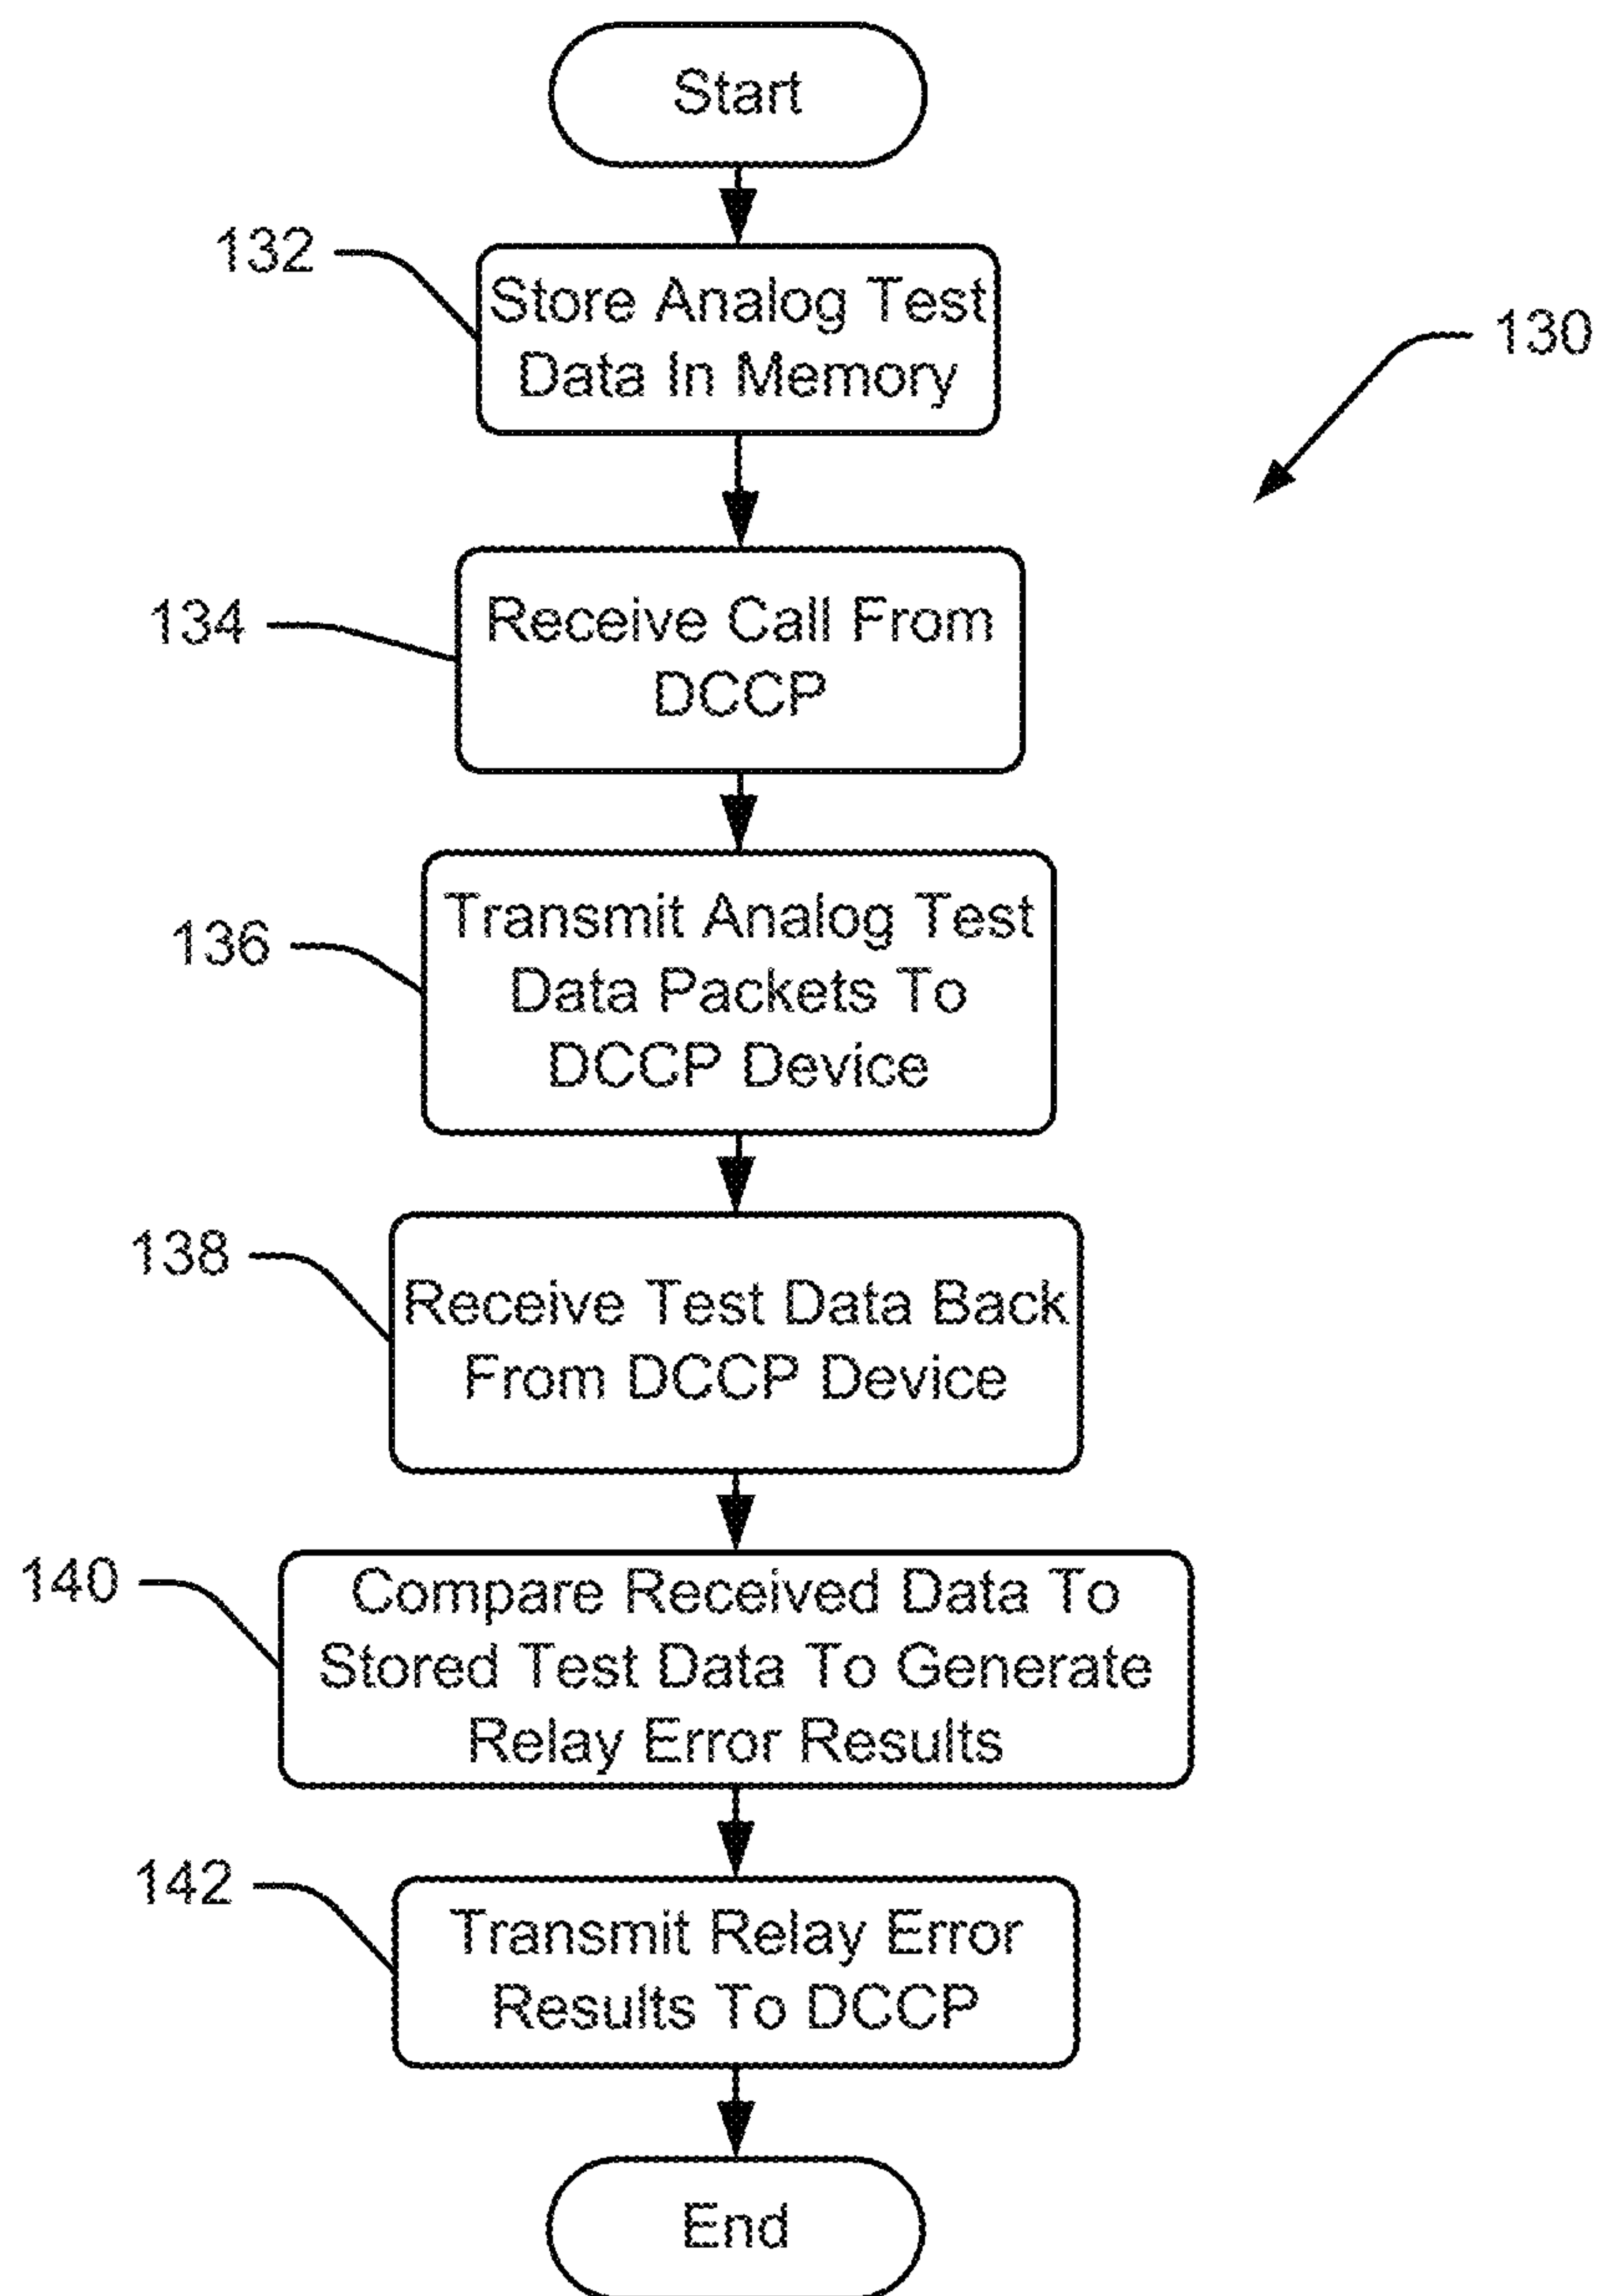 Start
132
Store Analog Test
Data In Memory
130
134
Receive Call From
DCCP
136
Transmit Analog Test
Data Packets To
DCCP Device
138
Receive Test Data Back
From DCCP Device
140
Compare Received Data To
Stored Test Data To Generate
Relay Error Results
142
Transmit Relay Error
Results To DCCP
End